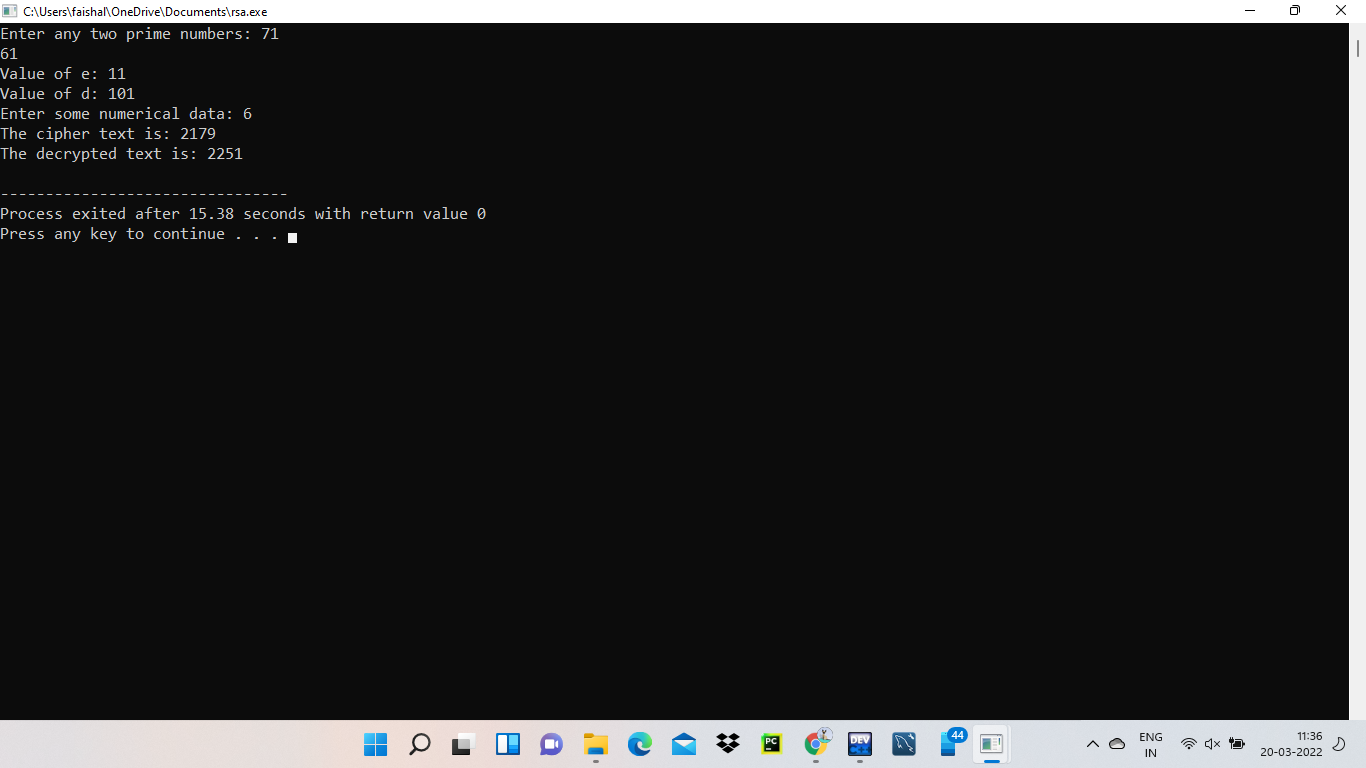 C:\Users\faishal\OneDrive\Documents\rsa.exe
Enter any two prime numbers: 71
61
Value of e: 11
Value of d: 101
Enter some numerical data: 6
The cipher text is: 2179
The decrypted text is: 2251
--------------------------------
Process exited after 15.38 seconds with return value 0
Press any key to continue . . .
PC
DEV
44
ENG
IN
11:36
20-03-2022